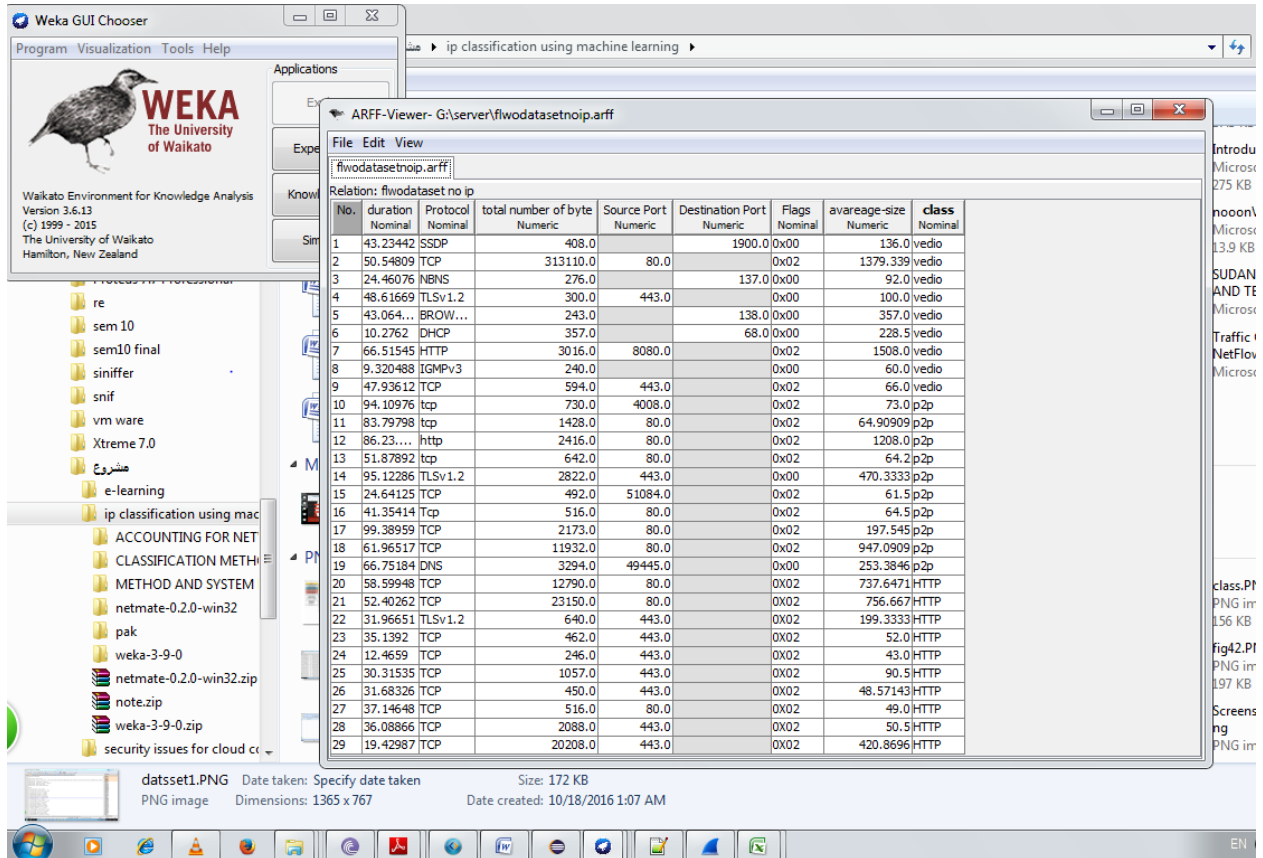 Weka GUI Chooser
Program Visualization Tools Help
ip classification using machine learning
Applications
WEKA
The University
of Waikato
Waikato Environment for Knowledge Analysis
Version 3.6.13
(c) 1999 - 2015
The University of Waikato
Hamilton, New Zealand
Ex
Expe
Knowl
Sim
ARFF-Viewer- G:\server\flwodatasetnoip.arff
File Edit View
flwodatasetnoip.arff
Relation: flwodataset no ip
No. duration Protocol total number of byte Source Port Destination Port Flags avareage-size class
Nominal Nominal Numeric Numeric Numeric Nominal Numeric Nominal
1 43.23442 SSDP 408.0 1900.0 0x00 136.0 vedio
2 50.54809 TCP 313110.0 80.0 0x02 1379.339 vedio
3 24.46076 NBNS 276.0 137.0 0x00 92.0 vedio
4 48.61669 TLSv1.2 300.0 443.0 0x00 100.0 vedio
5 43.064... BROW... 243.0 138.0 0x00 357.0 vedio
6 10.2762 DHCP 357.0 68.0 0x00 228.5 vedio
7 66.51545 HTTP 3016.0 8080.0 0x02 1508.0 vedio
8 9.320488 IGMPv3 240.0 0x00 60.0 vedio
9 47.93612 TCP 594.0 443.0 0x02 66.0 vedio
10 94.10976 tcp 730.0 4008.0 0x02 73.0 p2p
11 83.79798 tcp 1428.0 80.0 0x02 64.90909 p2p
12 86.23.... http 2416.0 80.0 0x02 1208.0 p2p
13 51.87892 tcp 642.0 80.0 0x02 64.2 p2p
14 95.12286 TLSv1.2 2822.0 443.0 0x00 470.3333 p2p
15 24.64125 TCP 492.0 51084.0 0x02 61.5 p2p
16 41.35414 Tcp 516.0 80.0 0x02 64.5 p2p
17 99.38959 TCP 2173.0 80.0 0x02 197.545 p2p
18 61.96517 TCP 11932.0 80.0 0x02 947.0909 p2p
19 66.75184 DNS 3294.0 49445.0 0x00 253.3846 p2p
20 58.59948 TCP 12790.0 80.0 0X02 737.6471 HTTP
21 52.40262 TCP 23150.0 80.0 0X02 756.667 HTTP
22 31.96651 TLSv1.2 640.0 443.0 0X02 199.3333 HTTP
23 35.1392 TCP 462.0 443.0 0X02 52.0 HTTP
24 12.4659 TCP 246.0 443.0 0X02 43.0 HTTP
25 30.31535 TCP 1057.0 443.0 0X02 90.5 HTTP
26 31.68326 TCP 450.0 443.0 0X02 48.57143 HTTP
27 37.14648 TCP 516.0 80.0 0X02 49.0 HTTP
28 36.08866 TCP 2088.0 443.0 0X02 50.5 HTTP
29 19.42987 TCP 20208.0 443.0 0X02 420.8696 HTTP
re
sem 10
sem10 final
siniffer
snif
vm ware
Xtreme 7.0
مشروع
e-learning
ip classification using mac
ACCOUNTING FOR NET
CLASSIFICATION METH
METHOD AND SYSTEM
netmate-0.2.0-win32
pak
weka-3-9-0
netmate-0.2.0-win32.zip
note.zip
weka-3-9-0.zip
security issues for cloud cc
M
PN
Introdu
Microso
275 KB
nooon\
Microso
13.9 KB
SUDAN
AND TE
Microso
Traffic
NetFlov
Microso
class.PN
PNG im
156 KB
fig42.PN
PNG im
197 KB
Screens
ng
PNG im
datsset1.PNG Date taken: Specify date taken Size: 172 KB
PNG image Dimensions: 1365 x 767 Date created: 10/18/2016 1:07 AM
EN